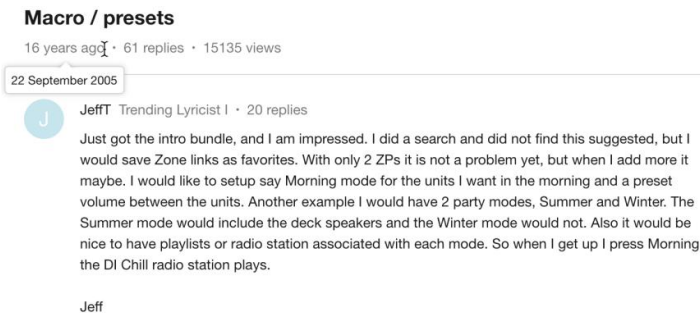 Macro / presets
16 years ago · 61 replies · 15135 views
22 September 2005
J
JeffT Trending Lyricist I · 20 replies
Just got the intro bundle, and I am impressed. I did a search and did not find this suggested, but I
would save Zone links as favorites. With only 2 ZPs it is not a problem yet, but when I add more it
maybe. I would like to setup say Morning mode for the units I want in the morning and a preset
volume between the units. Another example I would have 2 party modes, Summer and Winter. The
Summer mode would include the deck speakers and the Winter mode would not. Also it would be
nice to have playlists or radio station associated with each mode. So when I get up I press Morning
the DI Chill radio station plays.
Jeff